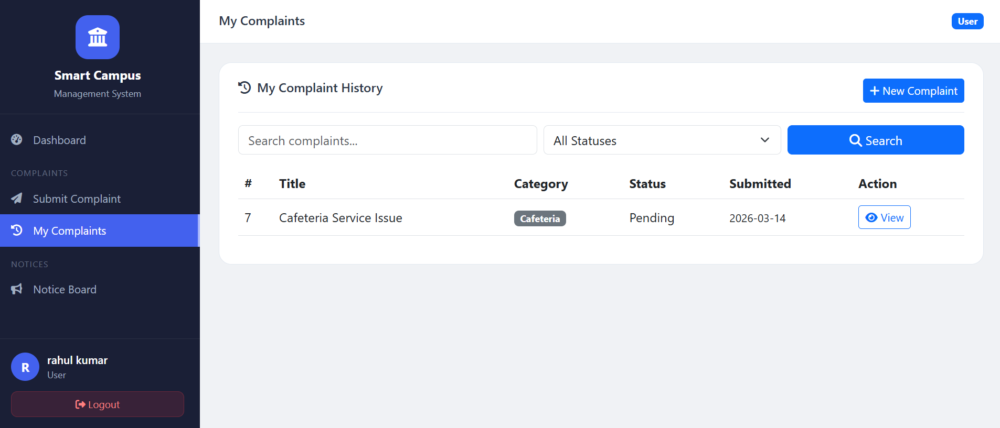 Smart Campus
Management System
Dashboard
COMPLAINTS
Submit Complaint
My Complaints
NOTICES
Notice Board
R
rahul kumar
User
Logout
My Complaints
User
My Complaint History
New Complaint
Search complaints...
All Statuses
Search
# Title Category Status Submitted Action
7 Cafeteria Service Issue Cafeteria Pending 2026-03-14 View